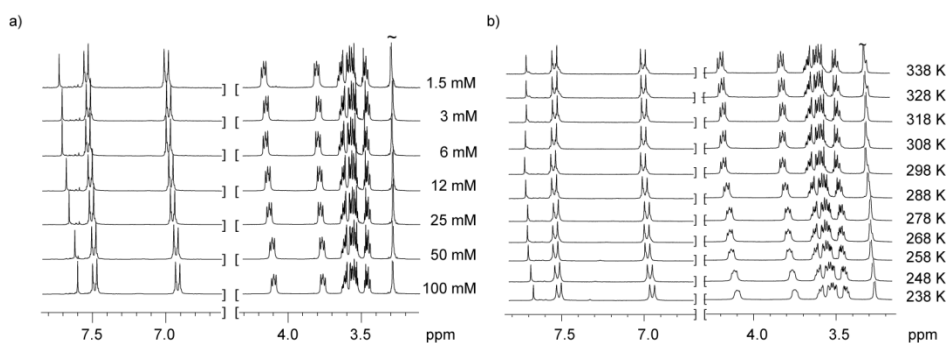 a)
~
1.5 mM
3 mM
6 mM
12 mM
25 mM
50 mM
100 mM
] [
] [
] [
] [
] [
] [
] [
] [
7.5 7.0 4.0 3.5 ppm
b)
~
338 K
328 K
318 K
308 K
298 K
288 K
278 K
268 K
258 K
248 K
238 K
] [
] [
] [
] [
] [
] [
] [
] [
] [
] [
] [
] [
7.5 7.0 4.0 3.5 ppm